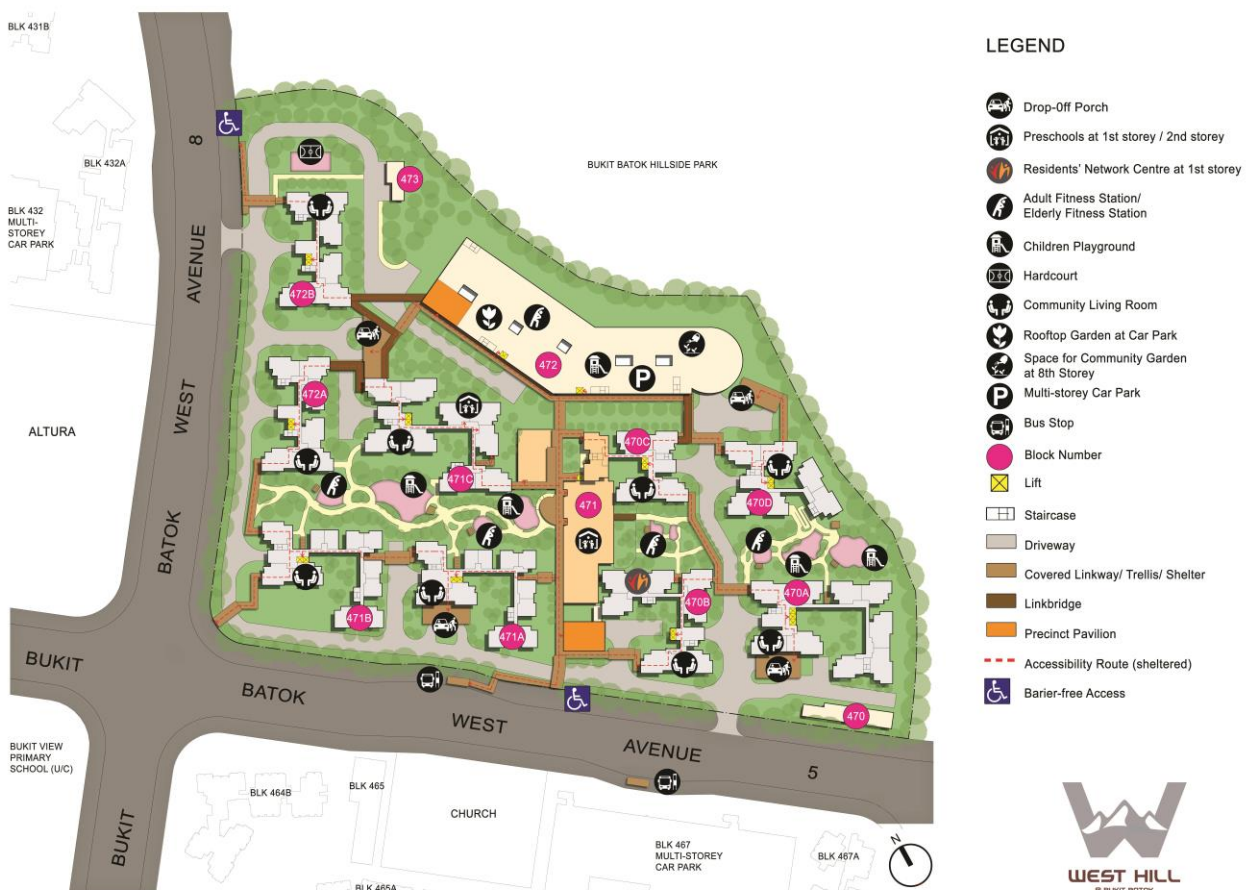 BLK 431B
BLK 432A
BLK 432
MULTI-
STOREY
CAR PARK
ALTURA
BUKIT BATOK WEST AVENUE 8
BUKIT BATOK HILLSIDE PARK
473
472B
472
472A
471C
470C
471
470D
470A
470B
471B
471A
470
P
BUKIT BATOK WEST AVENUE 5
BUKIT VIEW
PRIMARY
SCHOOL (U/C)
BLK 464B
BLK 465
CHURCH
BLK 465A
BLK 467
MULTI-STOREY
CAR PARK
BLK 467A
N
LEGEND
Drop-Off Porch
Preschools at 1st storey / 2nd storey
Residents' Network Centre at 1st storey
Adult Fitness Station/
Elderly Fitness Station
Children Playground
Hardcourt
Community Living Room
Rooftop Garden at Car Park
Space for Community Garden
at 8th Storey
P Multi-storey Car Park
Bus Stop
Block Number
Lift
Staircase
Driveway
Covered Linkway/ Trellis/ Shelter
Linkbridge
Precinct Pavilion
Accessibility Route (sheltered)
Barier-free Access
WEST HILL
@ BUKIT BATOK